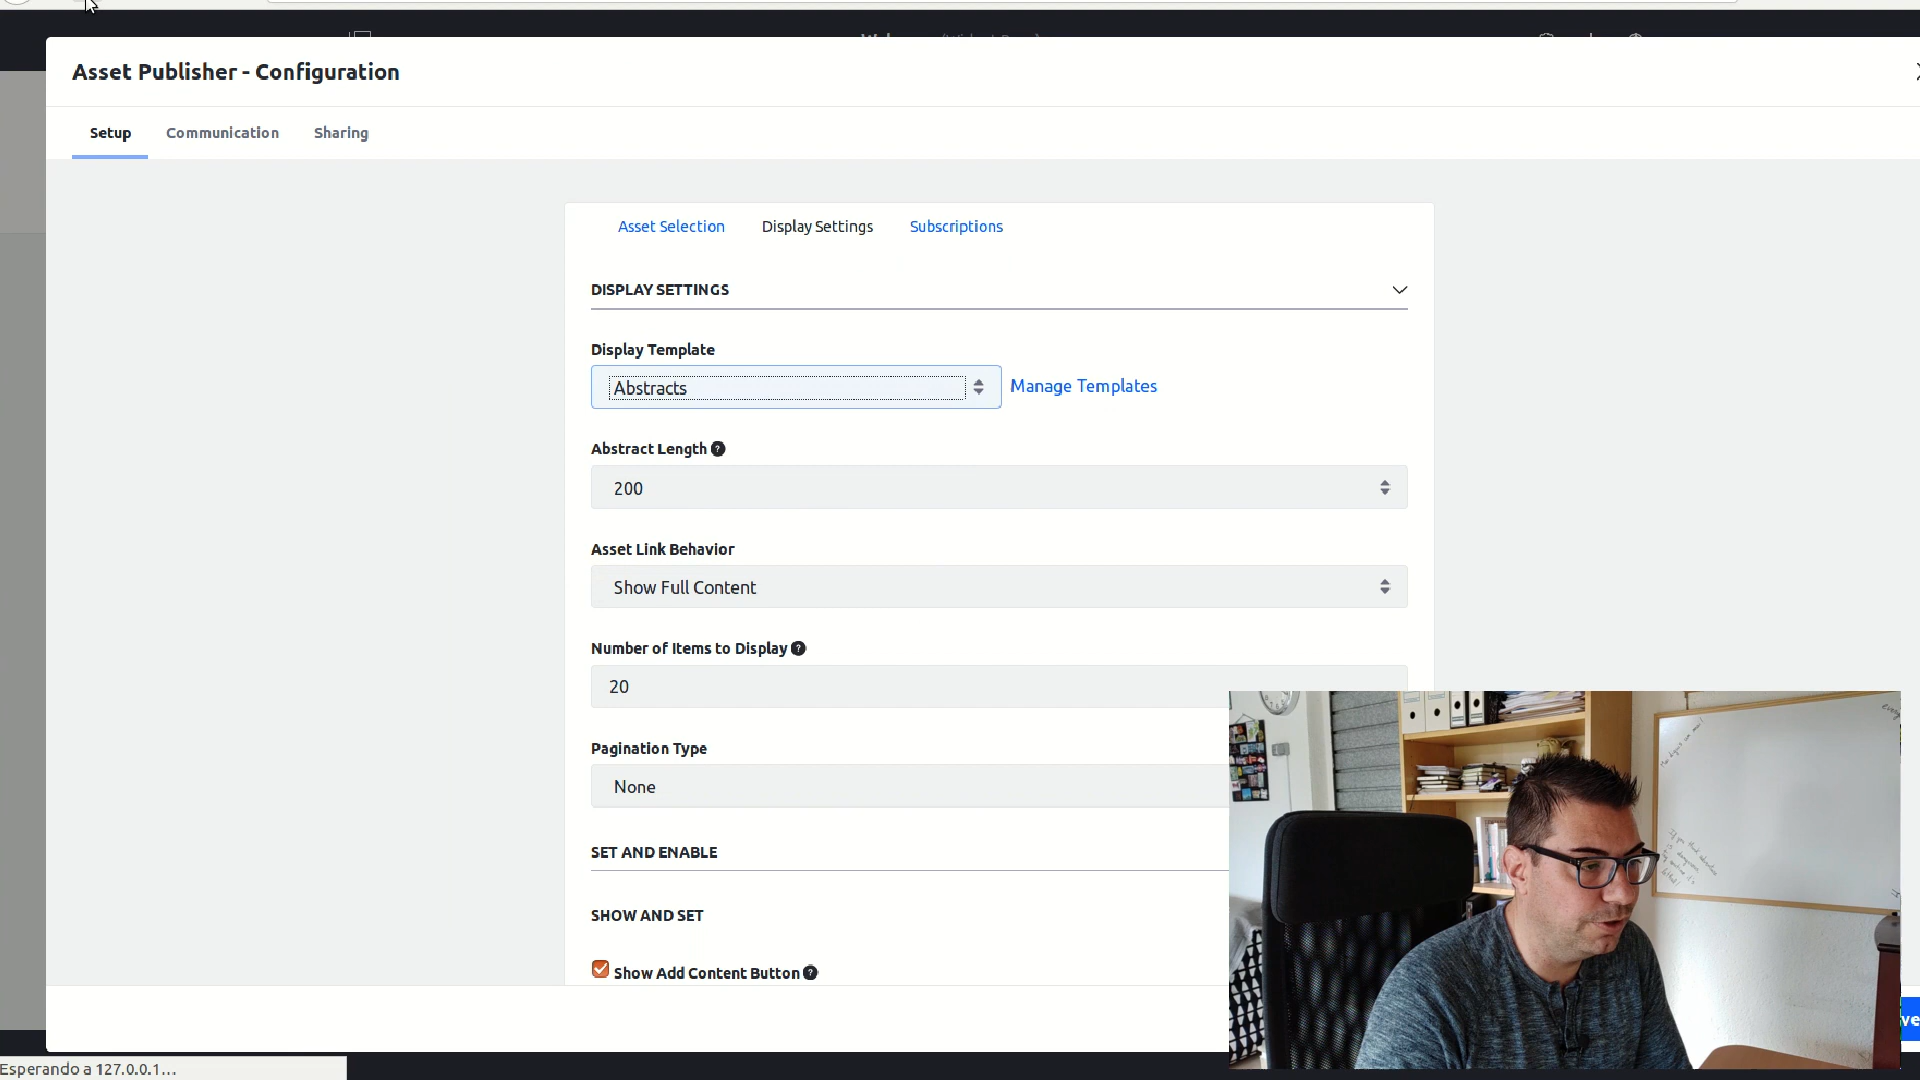 Asset Publisher - Configuration
Setup Communication Sharing
Asset Selection Display Settings Subscriptions
DISPLAY SETTINGS
Display Template
Abstracts Manage Templates
Abstract Length
200
Asset Link Behavior
Show Full Content
Number of Items to Display
20
Pagination Type
None
SET AND ENABLE
SHOW AND SET
Show Add Content Button
Esperando a 127.0.0.1...